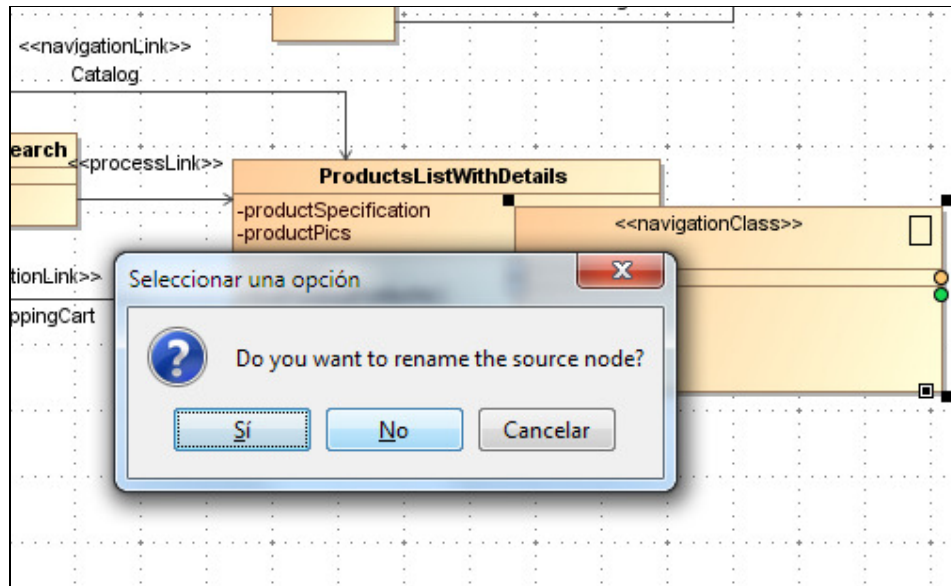 <<navigationLink>>
Catalog
earch
<<processLink>>
ProductsListWithDetails
-productSpecification
-productPics
<<navigationClass>>
tionLink>>
ppingCart
Seleccionar una opción
Do you want to rename the source node?
Sí
No
Cancelar